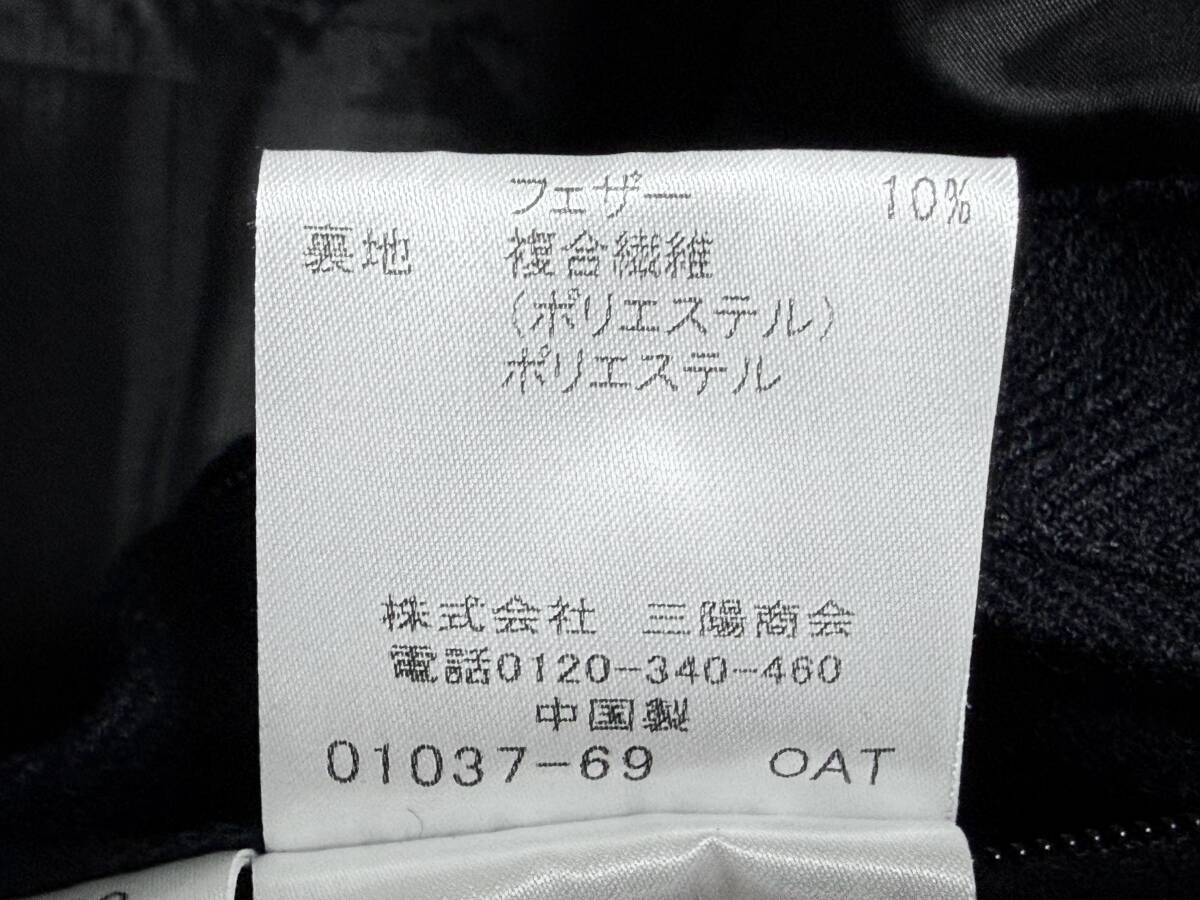 フェザー 10%
裏地 複合繊維
(ポリエステル)
ポリエステル
株式会社 三陽商会
電話0120-340-460
中国製
01037-69 OAT